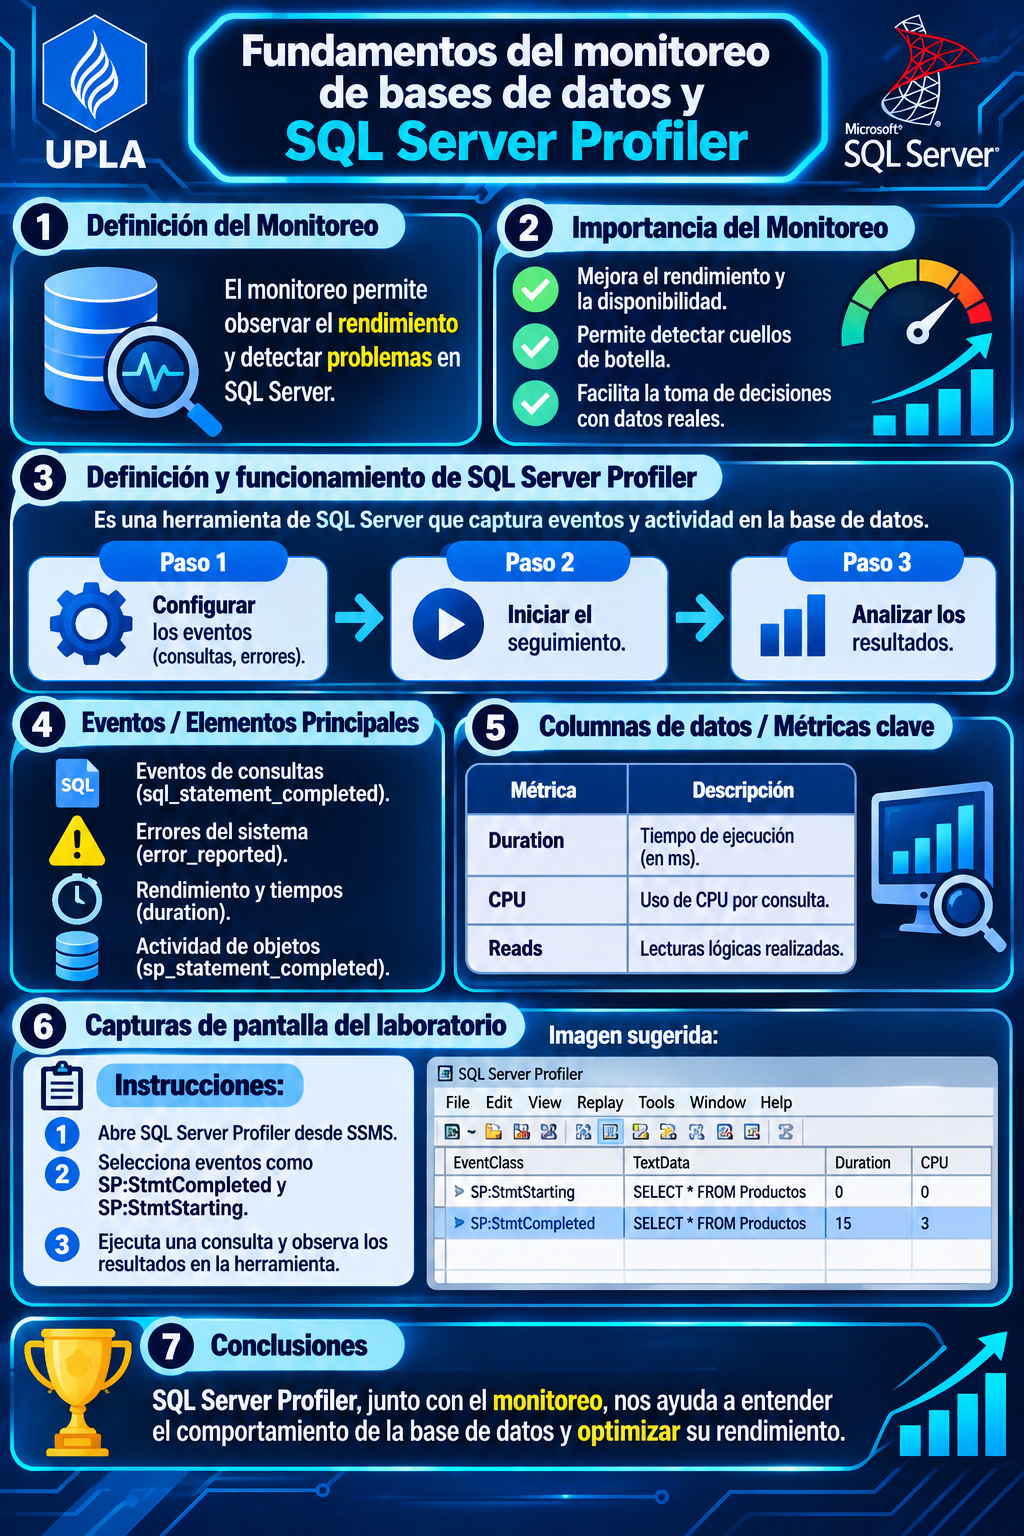 UPLA
Fundamentos del monitoreo
de bases de datos y
SQL Server Profiler
Microsoft®
SQL Server®
1 Definición del Monitoreo
El monitoreo permite
observar el rendimiento
y detectar problemas en
SQL Server.
2 Importancia del Monitoreo
Mejora el rendimiento y
la disponibilidad.
Permite detectar cuellos
de botella.
Facilita la toma de decisiones
con datos reales.
3 Definición y funcionamiento de SQL Server Profiler
Es una herramienta de SQL Server que captura eventos y actividad en la base de datos.
Paso 1
Configurar
los eventos
(consultas, errores).
Paso 2
Iniciar el
seguimiento.
Paso 3
Analizar los
resultados.
4 Eventos / Elementos Principales
SQL
Eventos de consultas
(sql_statement_completed).
Errores del sistema
(error_reported).
Rendimiento y tiempos
(duration).
Actividad de objetos
(sp_statement_completed).
5 Columnas de datos / Métricas clave
Métrica Descripción
Duration Tiempo de ejecución
(en ms).
CPU Uso de CPU por consulta.
Reads Lecturas lógicas realizadas.
6 Capturas de pantalla del laboratorio
Instrucciones:
1 Abre SQL Server Profiler desde SSMS.
2 Selecciona eventos como
SP:StmtCompleted y
SP:StmtStarting.
3 Ejecuta una consulta y observa los
resultados en la herramienta.
Imagen sugerida:
SQL Server Profiler
File Edit View Replay Tools Window Help
EventClass TextData Duration CPU
SP:StmtStarting SELECT * FROM Productos 0 0
SP:StmtCompleted SELECT * FROM Productos 15 3
7 Conclusiones
SQL Server Profiler, junto con el monitoreo, nos ayuda a entender
el comportamiento de la base de datos y optimizar su rendimiento.